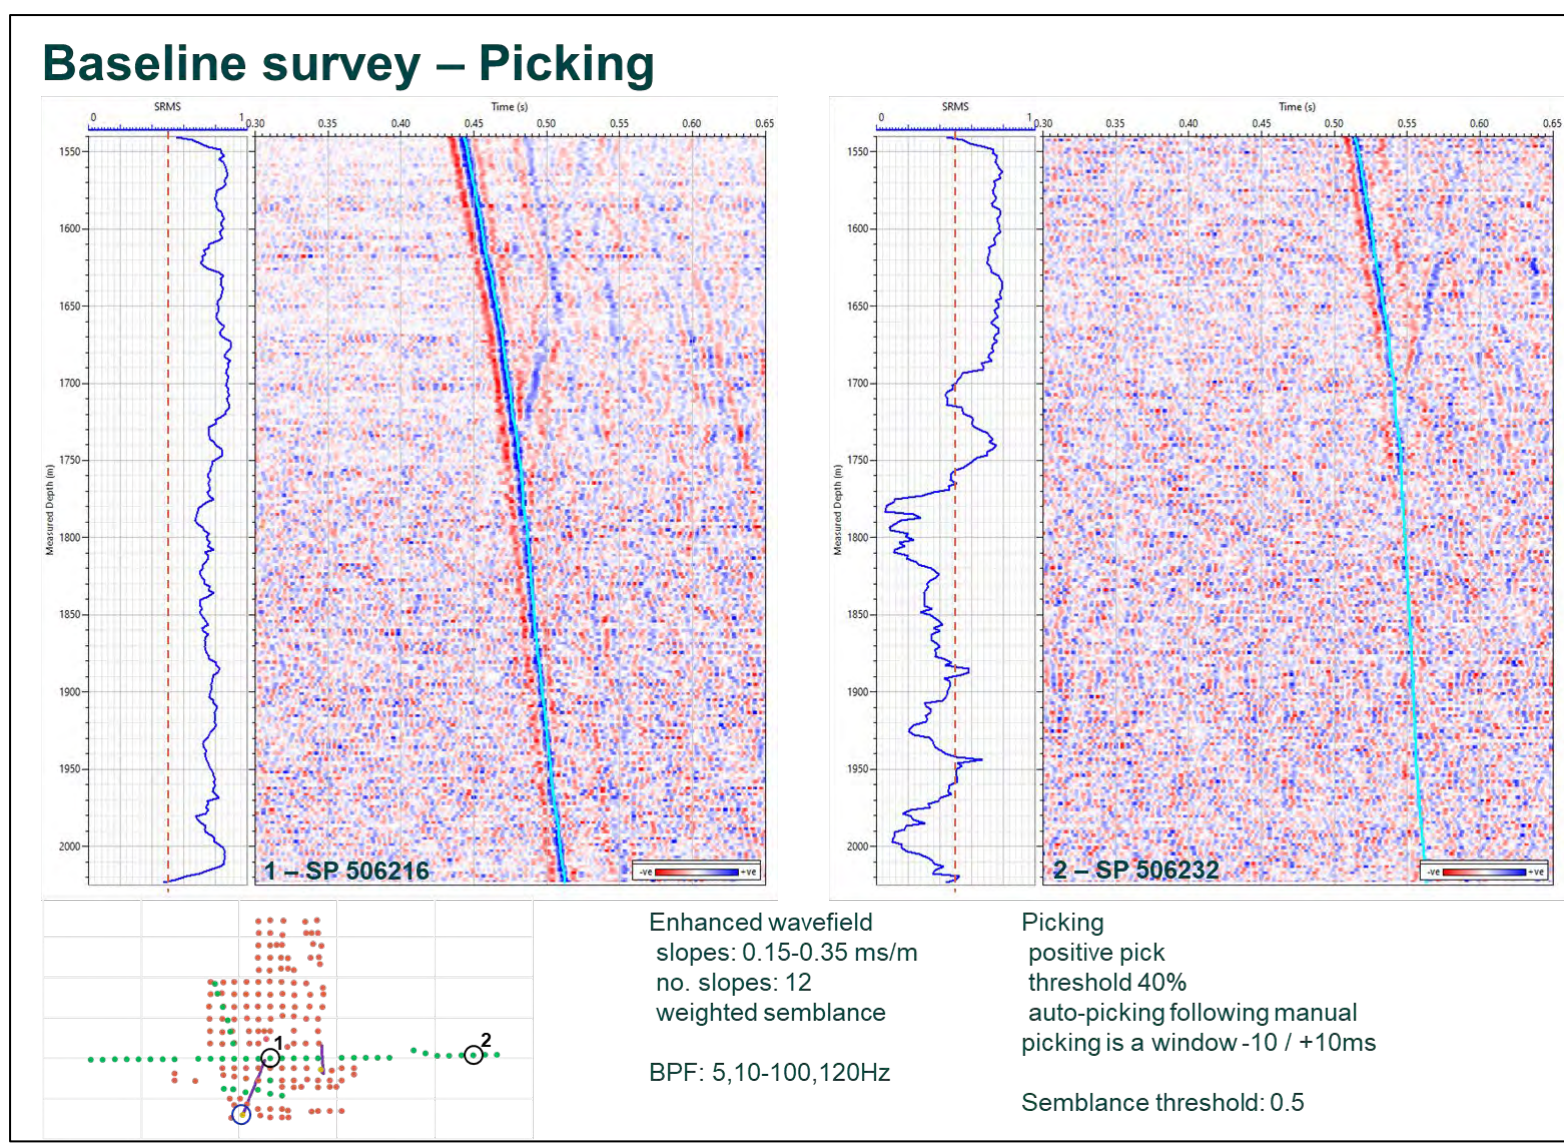 Baseline survey – Picking
SRMS
Time (s)
0
0.35
1
0.30
0.35
0.40
0.45
0.50
0.55
0.60
0.65
1550
1600
1650
1700
1750
1800
1850
1900
1950
2000
Measured Depth (m)
1 – SP 506216
-ve
+ve
SRMS
Time (s)
0
0.35
1
0.30
0.35
0.40
0.45
0.50
0.55
0.60
0.65
1550
1600
1650
1700
1750
1800
1850
1900
1950
2000
Measured Depth (m)
2 – SP 506232
-ve
+ve
1
2
Enhanced wavefield
slopes: 0.15-0.35 ms/m
no. slopes: 12
weighted semblance
BPF: 5,10-100,120Hz
Picking
positive pick
threshold 40%
auto-picking following manual
picking is a window -10 / +10ms
Semblance threshold: 0.5